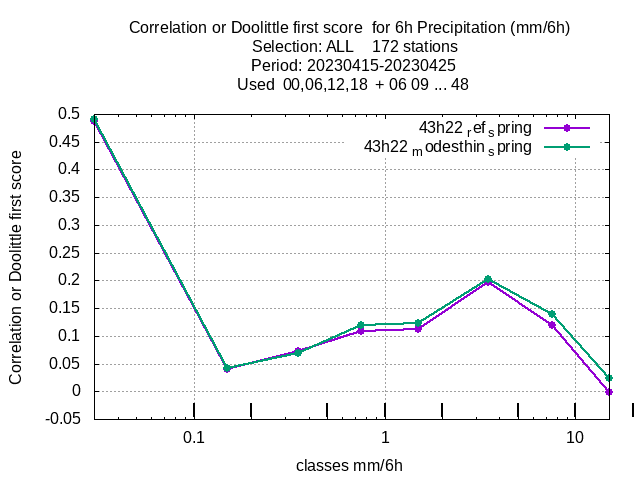 Correlation or Doolittle first score  for 6h Precipitation (mm/6h)
Selection: ALL    172 stations
Period: 20230415-20230425
Used  00,06,12,18  + 06 09 ... 48
43h22 ref spring
43h22 modesthin spring
Correlation or Doolittle first score
0.5
0.45
0.4
0.35
0.3
0.25
0.2
0.15
0.1
0.05
0
-0.05
0.1
1
10
classes mm/6h